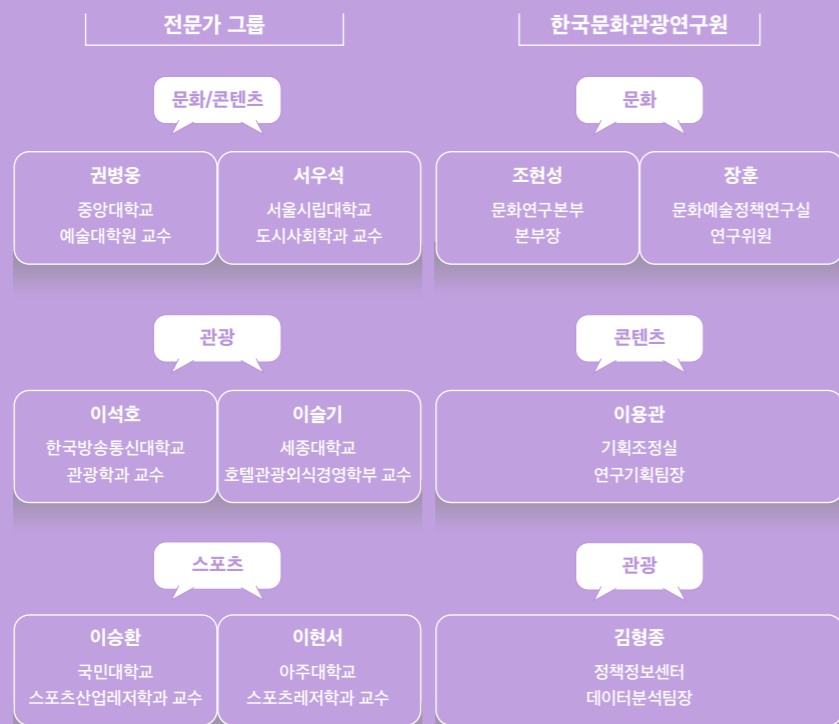 전문가 그룹
문화/콘텐츠
권병웅
중앙대학교
예술대학원 교수
서우석
서울시립대학교
도시사회학과 교수
관광
이석호
한국방송통신대학교
관광학과 교수
이슬기
세종대학교
호텔관광외식경영학부 교수
스포츠
이승환
국민대학교
스포츠산업레저학과 교수
이현서
아주대학교
스포츠레저학과 교수
한국문화관광연구원
문화
조현성
문화연구본부
본부장
장훈
문화예술정책연구실
연구위원
콘텐츠
이용관
기획조정실
연구기획팀장
관광
김형종
정책정보센터
데이터분석팀장